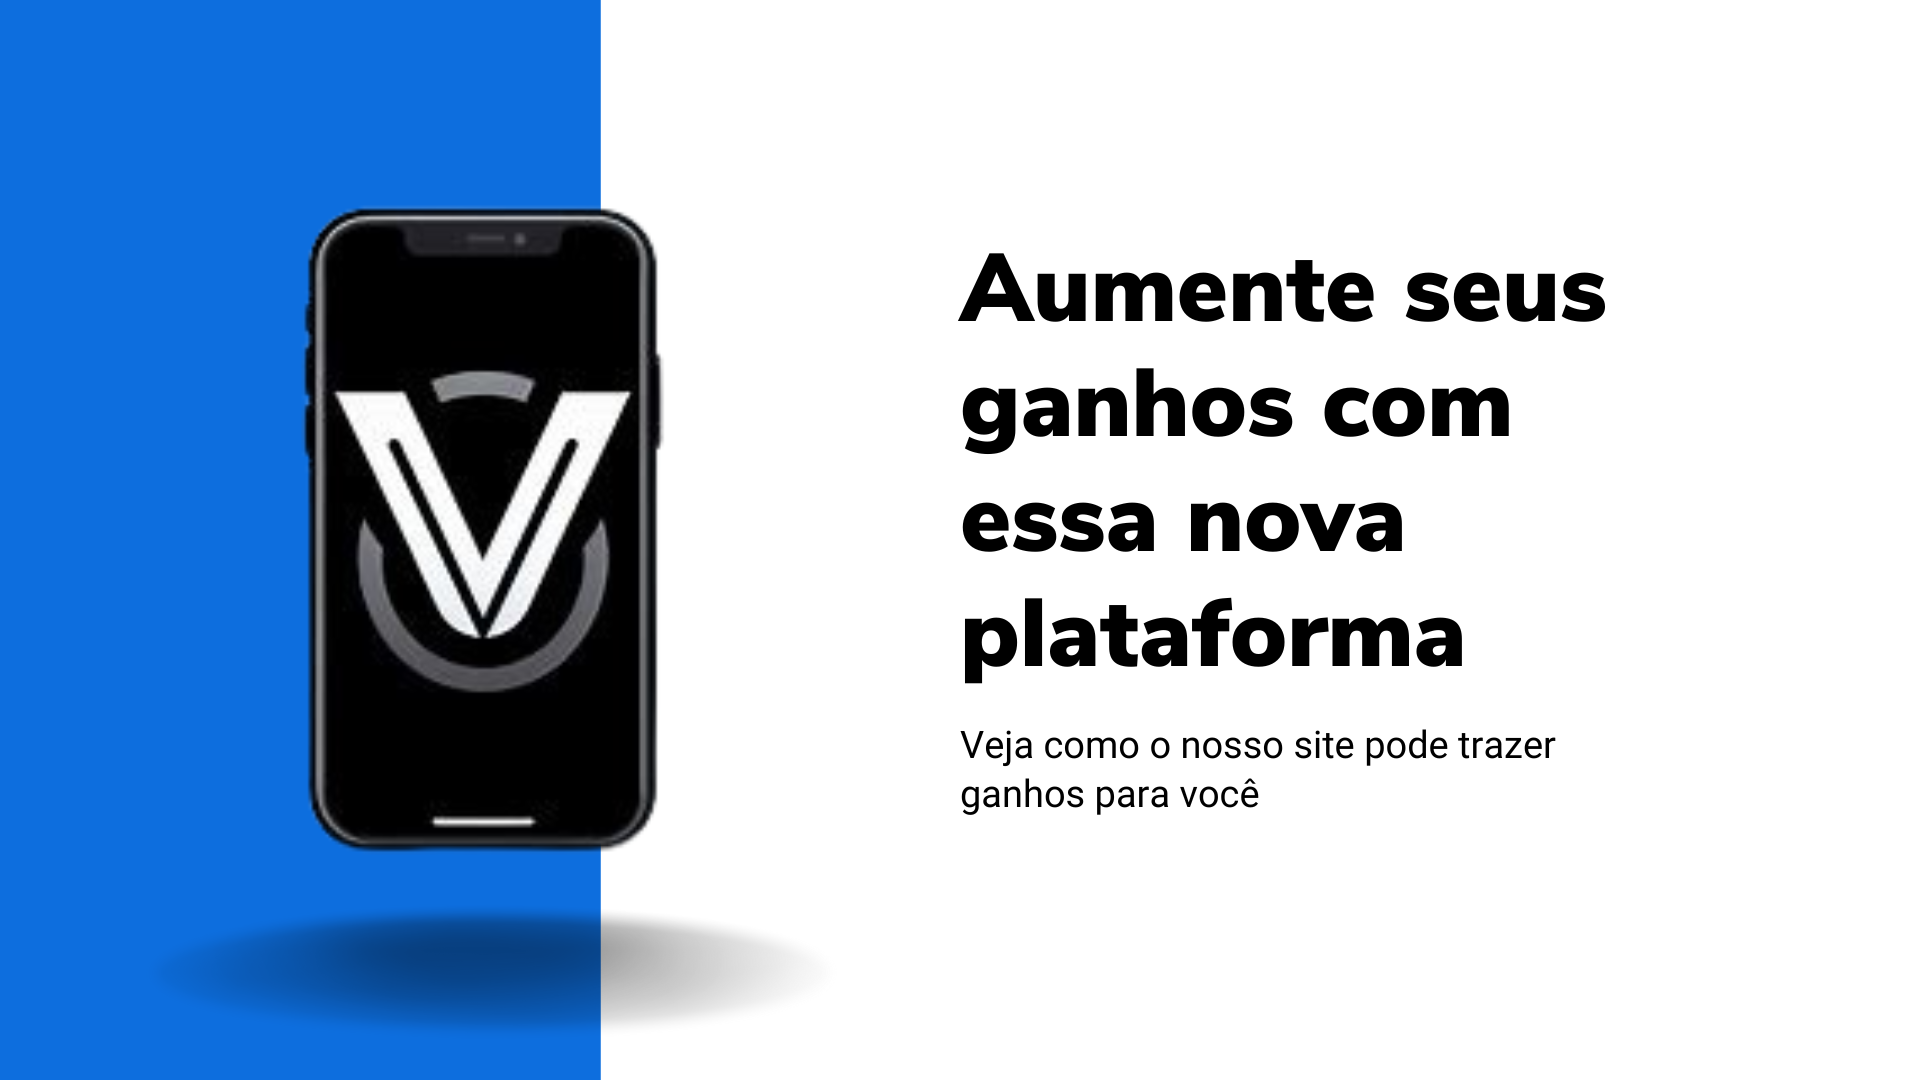 V
Aumente seus
ganhos com
essa nova
plataforma
Veja como o nosso site pode trazer
ganhos para você